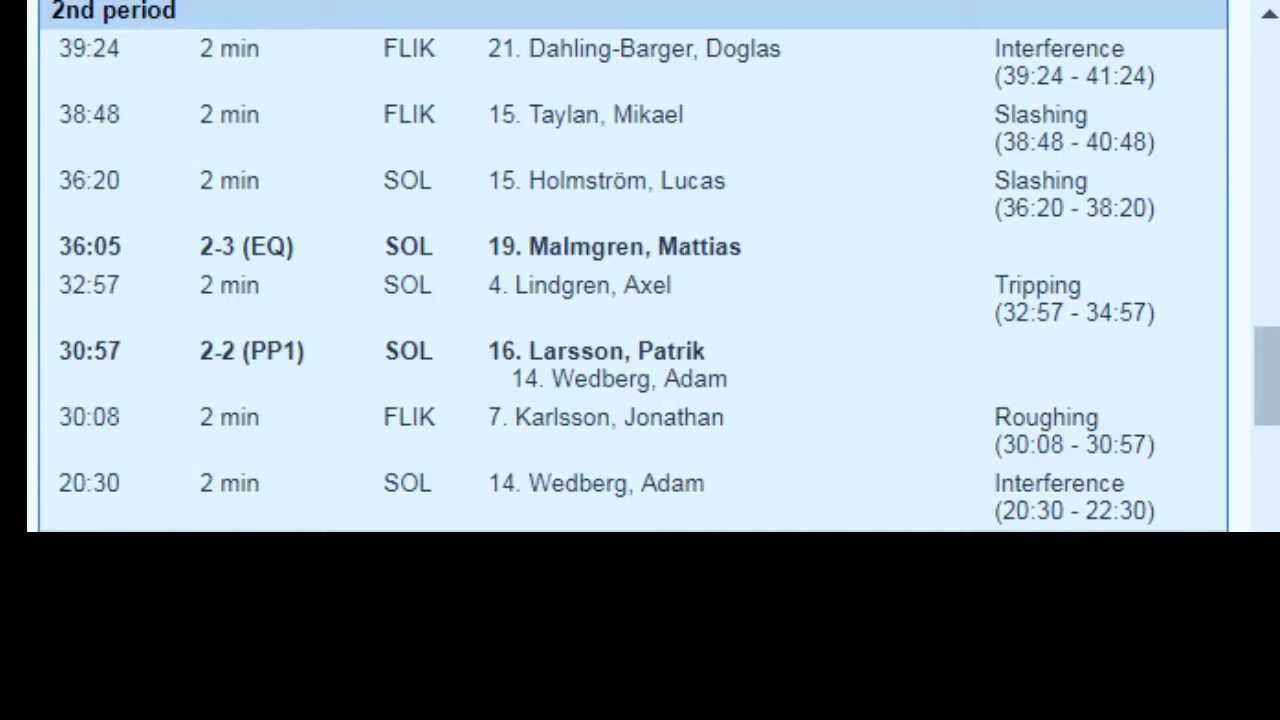 2nd period
39:24 2 min FLIK 21. Dahling-Barger, Doglas Interference
(39:24 - 41:24)
38:48 2 min FLIK 15. Taylan, Mikael Slashing
(38:48 - 40:48)
36:20 2 min SOL 15. Holmström, Lucas Slashing
(36:20 - 38:20)
36:05 2-3 (EQ) SOL 19. Malmgren, Mattias
32:57 2 min SOL 4. Lindgren, Axel Tripping
(32:57 - 34:57)
30:57 2-2 (PP1) SOL 16. Larsson, Patrik
14. Wedberg, Adam
30:08 2 min FLIK 7. Karlsson, Jonathan Roughing
(30:08 - 30:57)
20:30 2 min SOL 14. Wedberg, Adam Interference
(20:30 - 22:30)